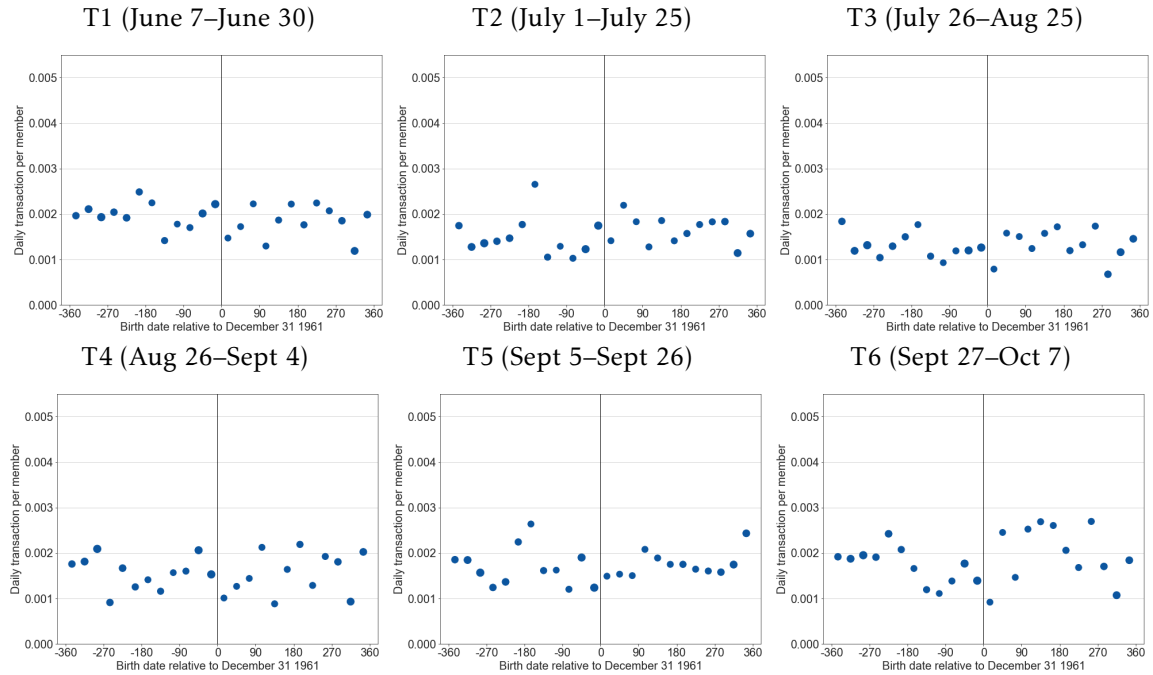 T1 (June 7–June 30)
T2 (July 1–July 25)
T3 (July 26–Aug 25)
Daily transaction per member
0.005
0.004
0.003
0.002
0.001
0.000
-360 -270 -180 -90 0 90 180 270 360
Birth date relative to December 31 1961
Daily transaction per member
0.005
0.004
0.003
0.002
0.001
0.000
-360 -270 -180 -90 0 90 180 270 360
Birth date relative to December 31 1961
Daily transaction per member
0.005
0.004
0.003
0.002
0.001
0.000
-360 -270 -180 -90 0 90 180 270 360
Birth date relative to December 31 1961
T4 (Aug 26–Sept 4)
T5 (Sept 5–Sept 26)
T6 (Sept 27–Oct 7)
Daily transaction per member
0.005
0.004
0.003
0.002
0.001
0.000
-360 -270 -180 -90 0 90 180 270 360
Birth date relative to December 31 1961
Daily transaction per member
0.005
0.004
0.003
0.002
0.001
0.000
-360 -270 -180 -90 0 90 180 270 360
Birth date relative to December 31 1961
Daily transaction per member
0.005
0.004
0.003
0.002
0.001
0.000
-360 -270 -180 -90 0 90 180 270 360
Birth date relative to December 31 1961